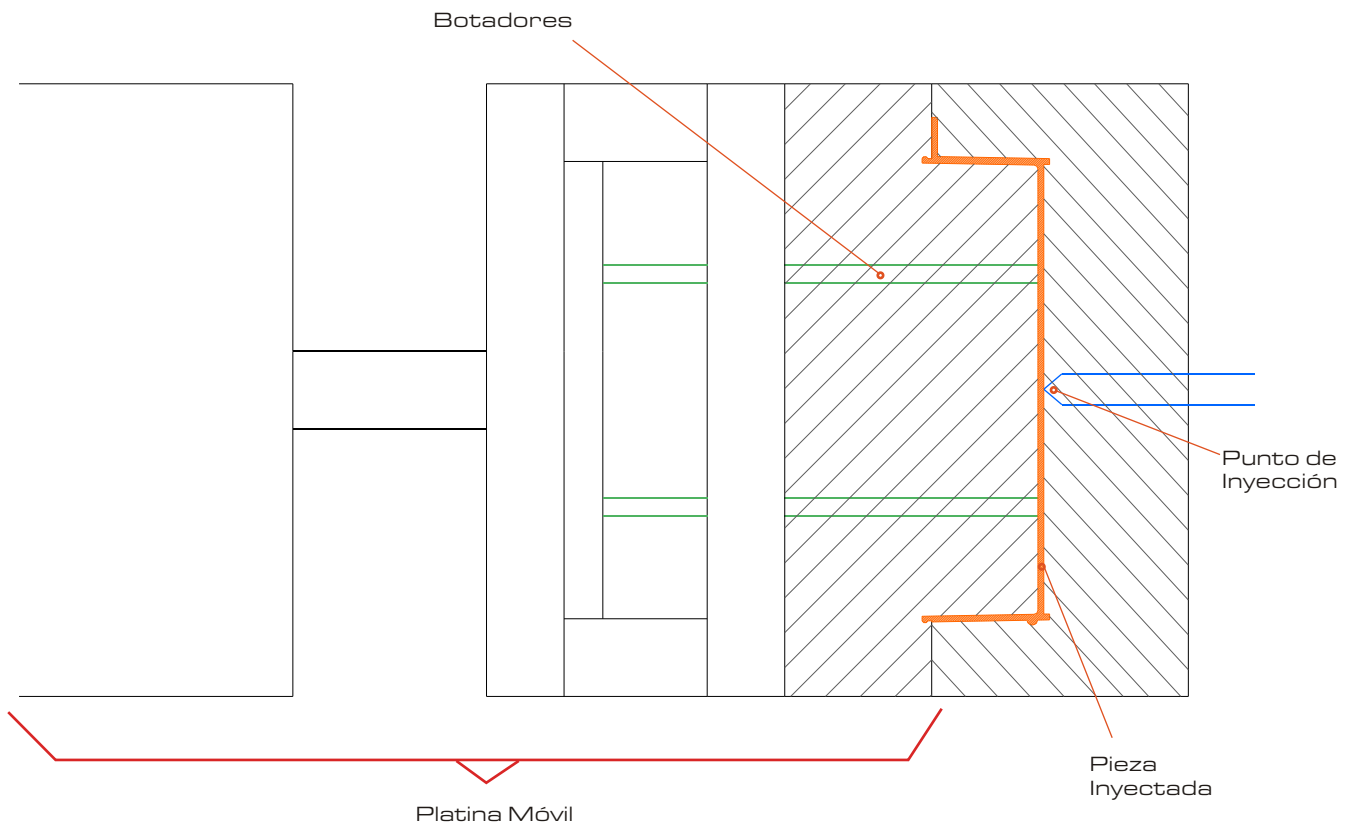 Botadores
Punto de
Inyección
Pieza
Inyectada
Platina Móvil